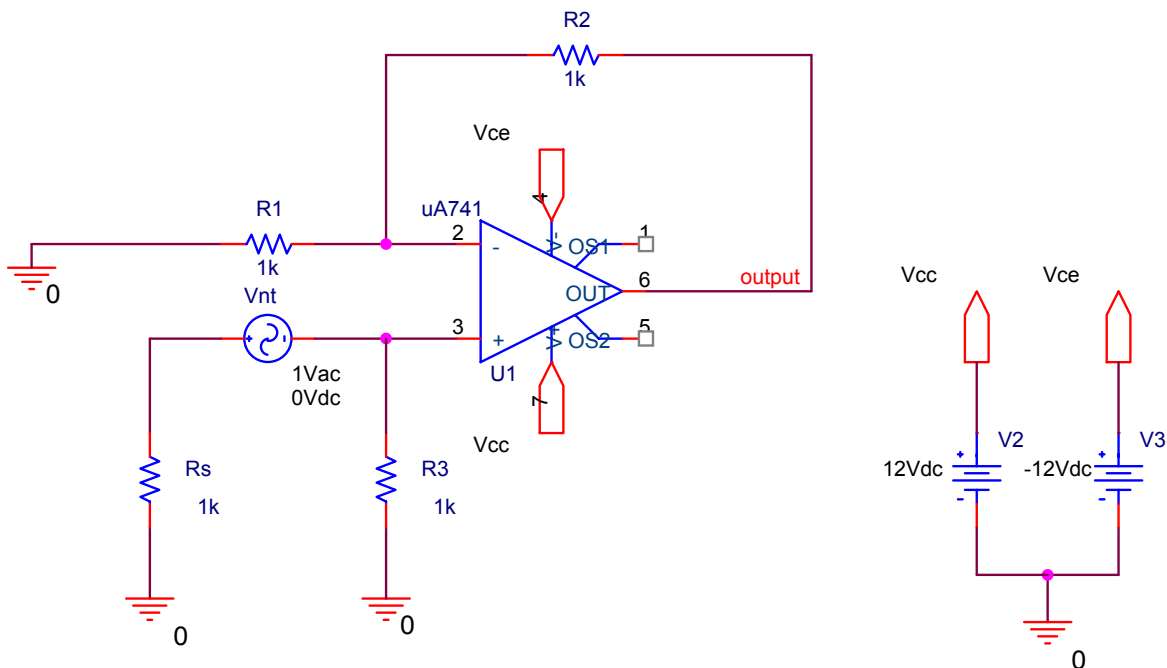 R2
1k
Vce
4
R1
uA741
2
-
V-
OS1
1
1k
0
6
output
Vcc
Vce
Vnt
OUT
3
+
V+
OS2
5
1Vac
0Vdc
U1
7
Vcc
Rs
1k
R3
1k
+
V2
12Vdc
-
+
V3
-12Vdc
-
0
0
0